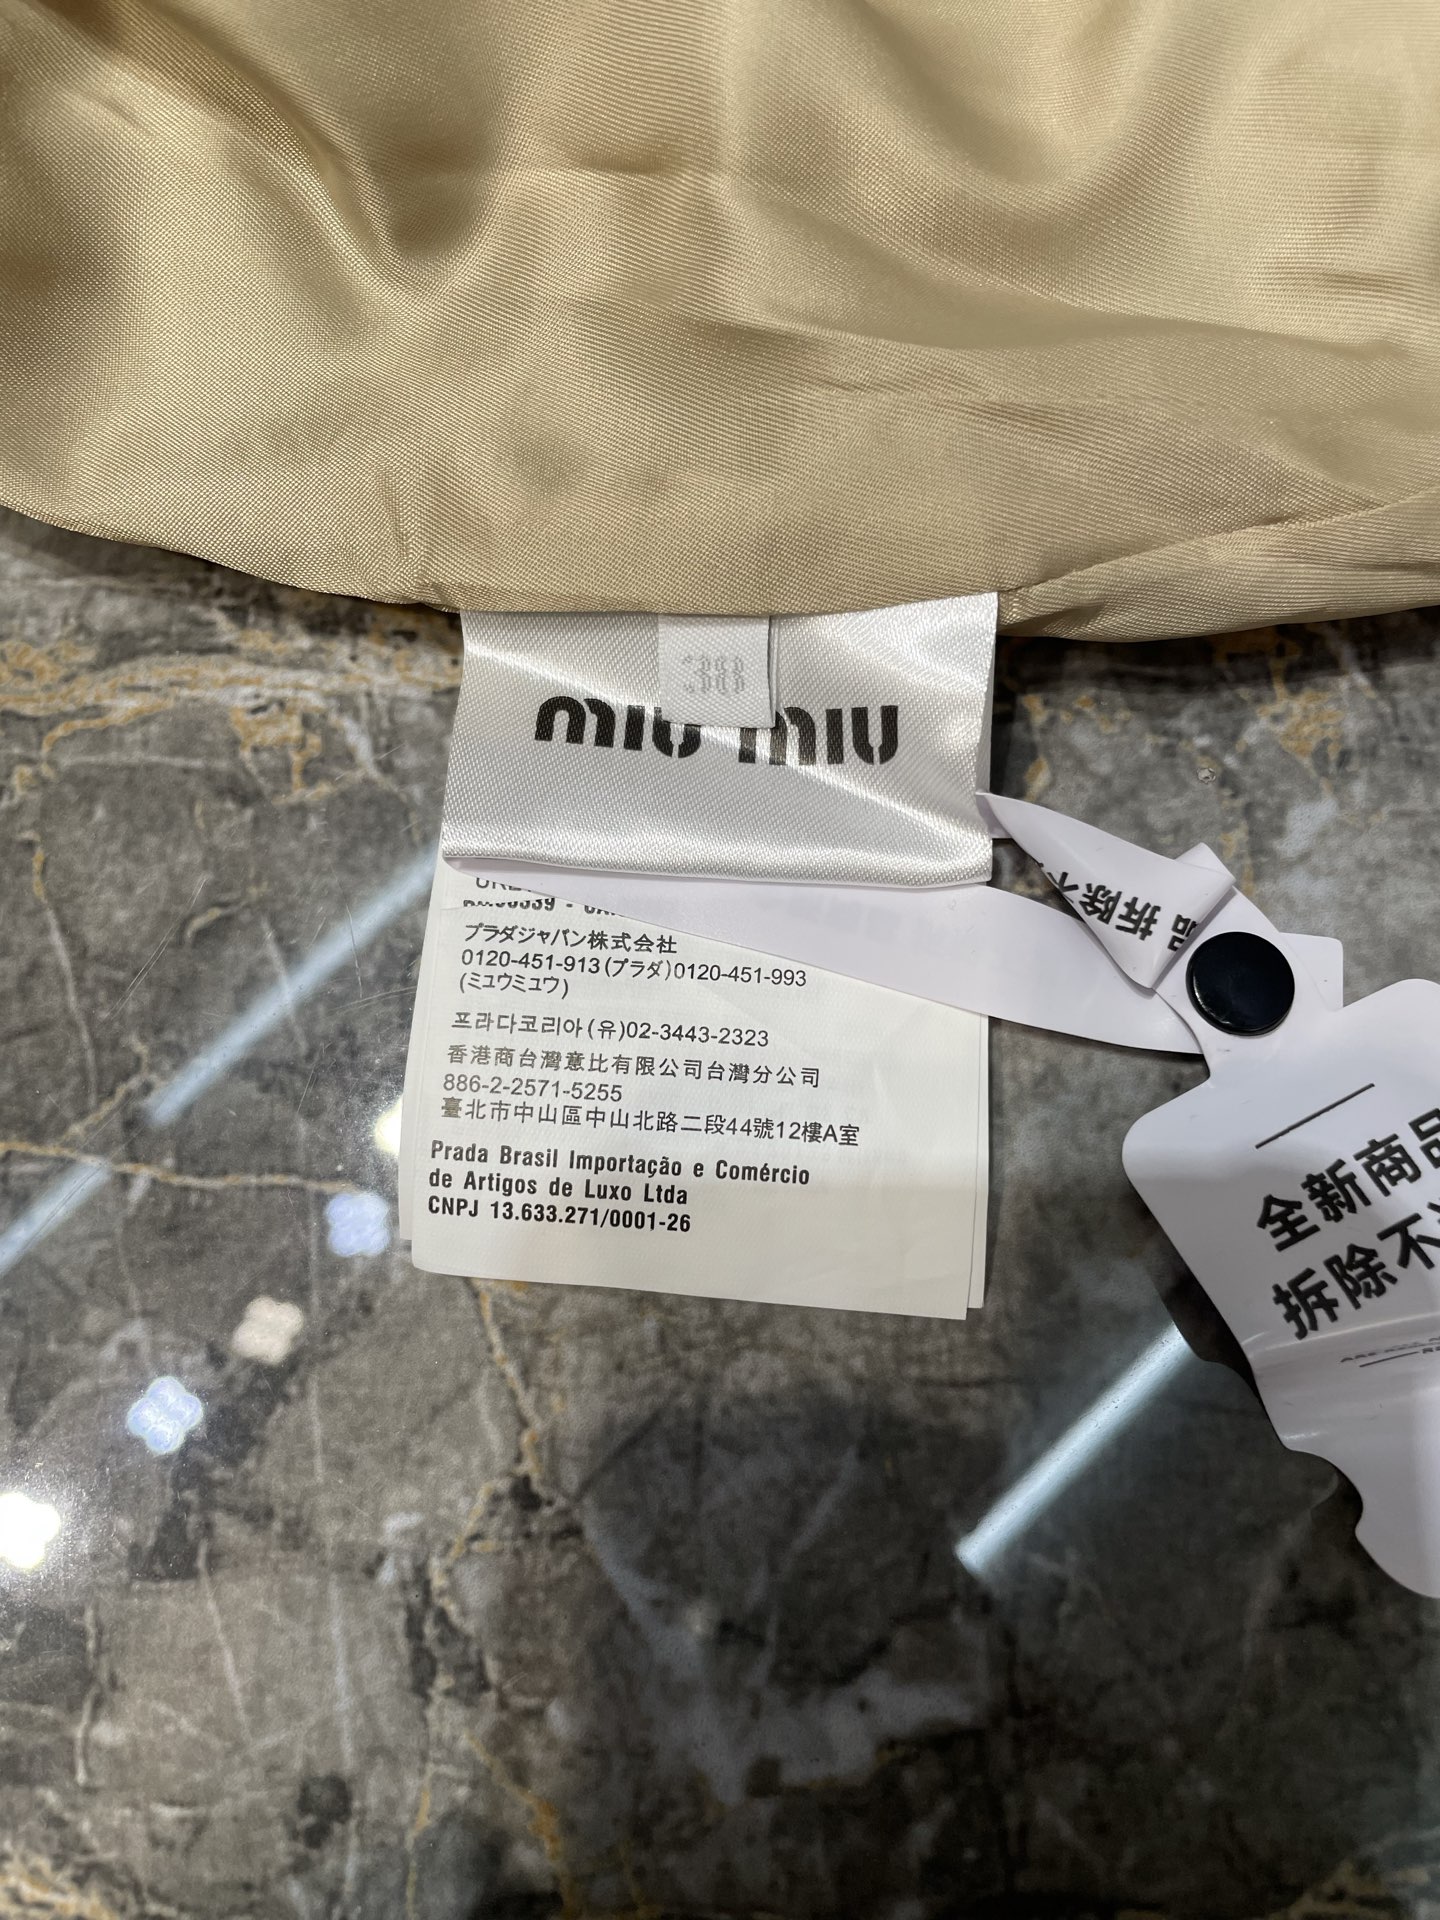 miu miu
プラダジャパン株式会社
0120-451-913(プラダ)0120-451-993
(ミュウミュウ)
프라다코리아(유)02-3443-2323
香港商台灣意比有限公司台灣分公司
886-2-2571-5255
臺北市中山區中山北路二段44號12樓A室
Prada Brasil Importação e Comércio
de Artigos de Luxo Ltda
CNPJ 13.633.271/0001-26
品拆除不
全新商品
拆除不